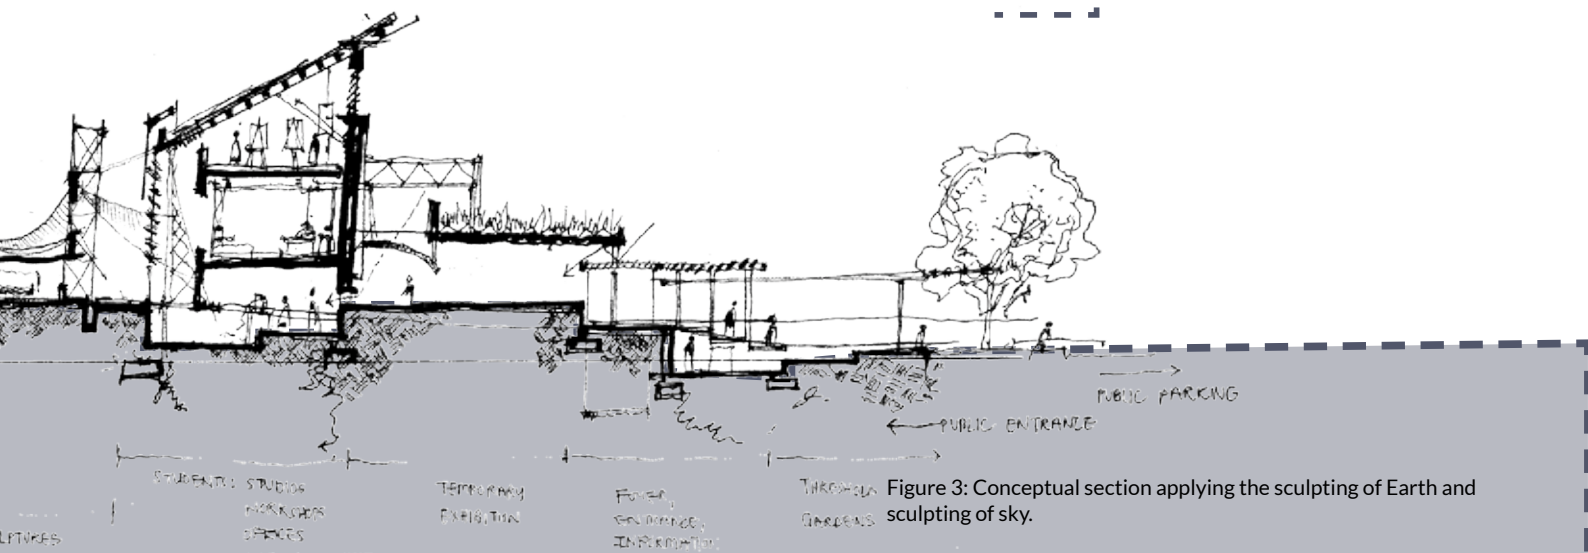 PUBLIC PARKING
PUBLIC ENTRANCE
STUDENTS STUDIOS
WORKSHOPS
SPACES
TEMPORARY
EXHIBITION
FOYER,
ENTRANCE,
INFORMATION
THRESHOLD
GARDENS
Figure 3: Conceptual section applying the sculpting of Earth and
sculpting of sky.